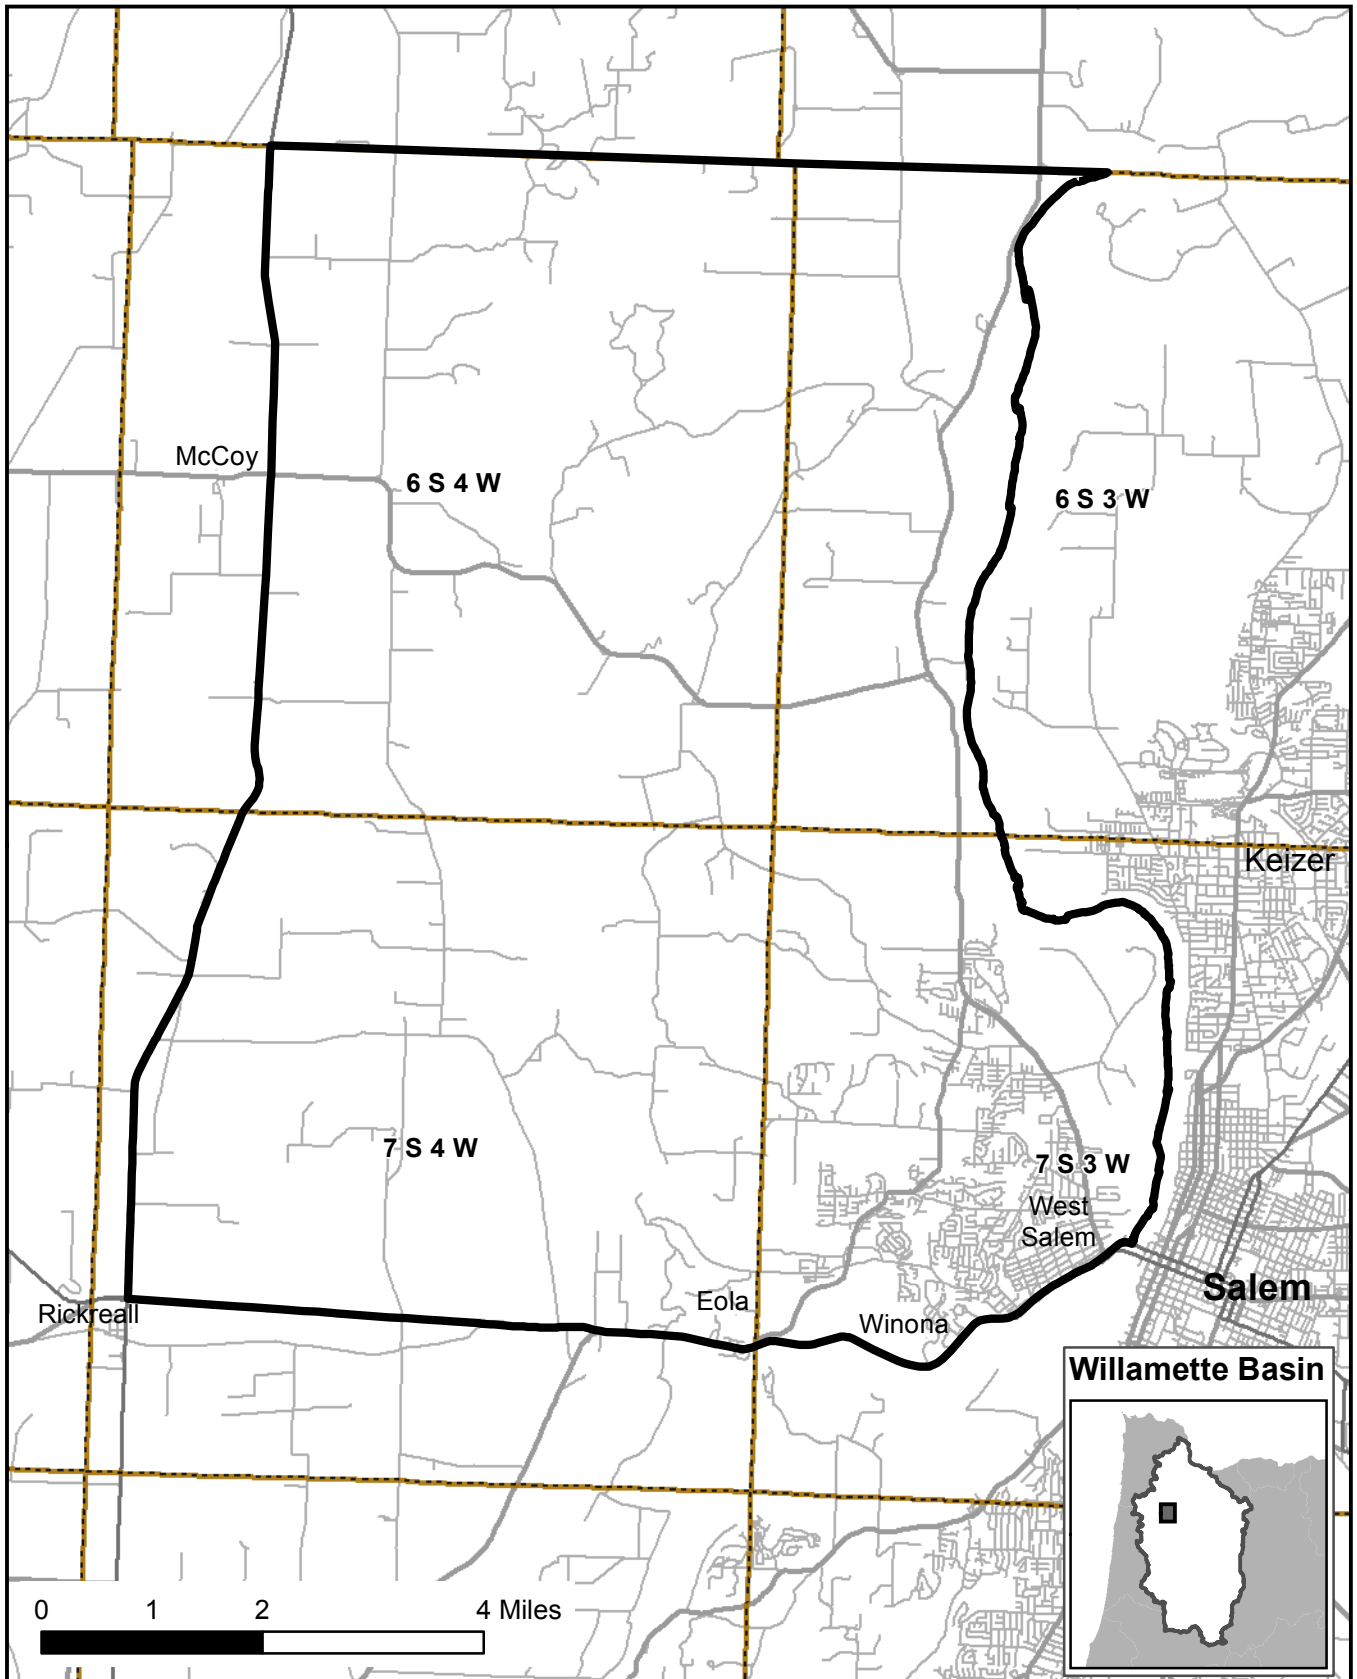 McCoy
6 S 4 W
6 S 3 W
Keizer
7 S 4 W
7 S 3 W
West
Salem
Salem
Rickreall
Eola
Winona
Willamette Basin
0 1 2 4 Miles